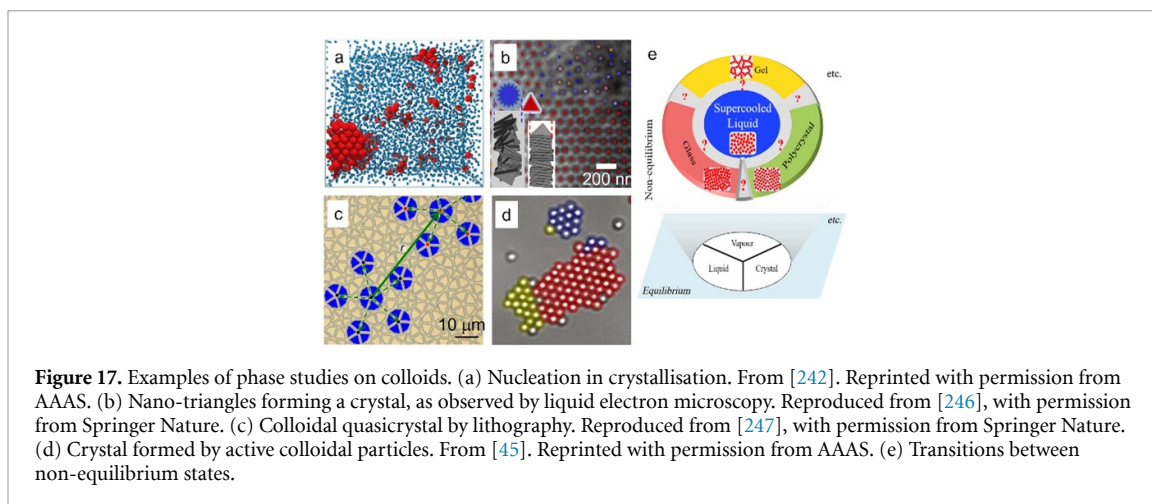 a
b
200 nm
c
r
10 μm
d
e
Gel
etc.
?
?
?
Supercooled
Liquid
?
?
Glass
Polycrystal
?
Non-equilibrium
etc.
Vapour
Liquid
Crystal
Equilibrium
Figure 17. Examples of phase studies on colloids. (a) Nucleation in crystallisation. From [242]. Reprinted with permission from
AAAS. (b) Nano-triangles forming a crystal, as observed by liquid electron microscopy. Reproduced from [246], with permission
from Springer Nature. (c) Colloidal quasicrystal by lithography. Reproduced from [247], with permission from Springer Nature.
(d) Crystal formed by active colloidal particles. From [45]. Reprinted with permission from AAAS. (e) Transitions between
non-equilibrium states.